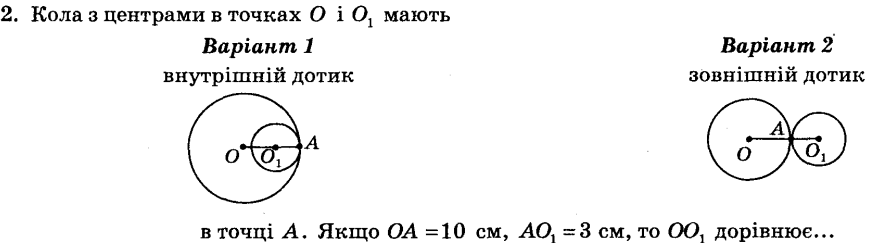 2. Кола з центрами в точках O і O₁ мають
Варіант 1 Варіант 2
внутрішній дотик зовнішній дотик
O O₁ A A O O₁
в точці A. Якщо OA = 10 см, AO₁ = 3 см, то OO₁ дорівнює...